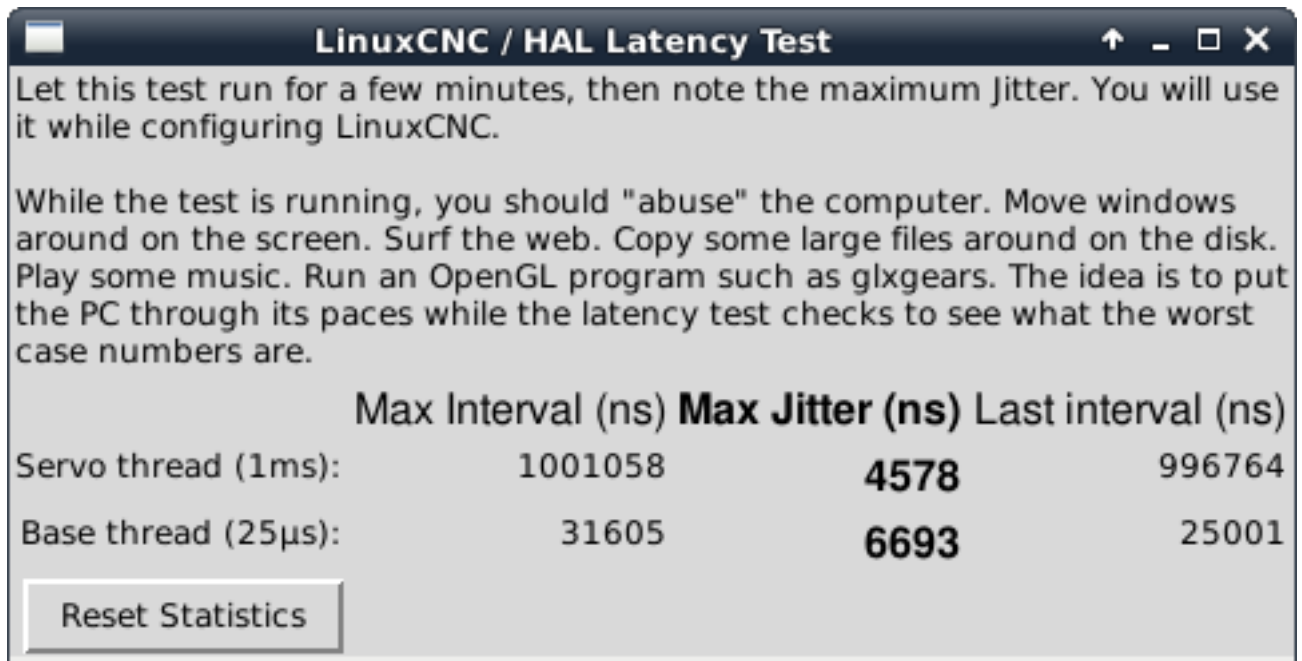 LinuxCNC / HAL Latency Test
Let this test run for a few minutes, then note the maximum Jitter. You will use
it while configuring LinuxCNC.
While the test is running, you should "abuse" the computer. Move windows
around on the screen. Surf the web. Copy some large files around on the disk.
Play some music. Run an OpenGL program such as glxgears. The idea is to put
the PC through its paces while the latency test checks to see what the worst
case numbers are.
Max Interval (ns) Max Jitter (ns) Last interval (ns)
Servo thread (1ms): 1001058 4578 996764
Base thread (25µs): 31605 6693 25001
Reset Statistics